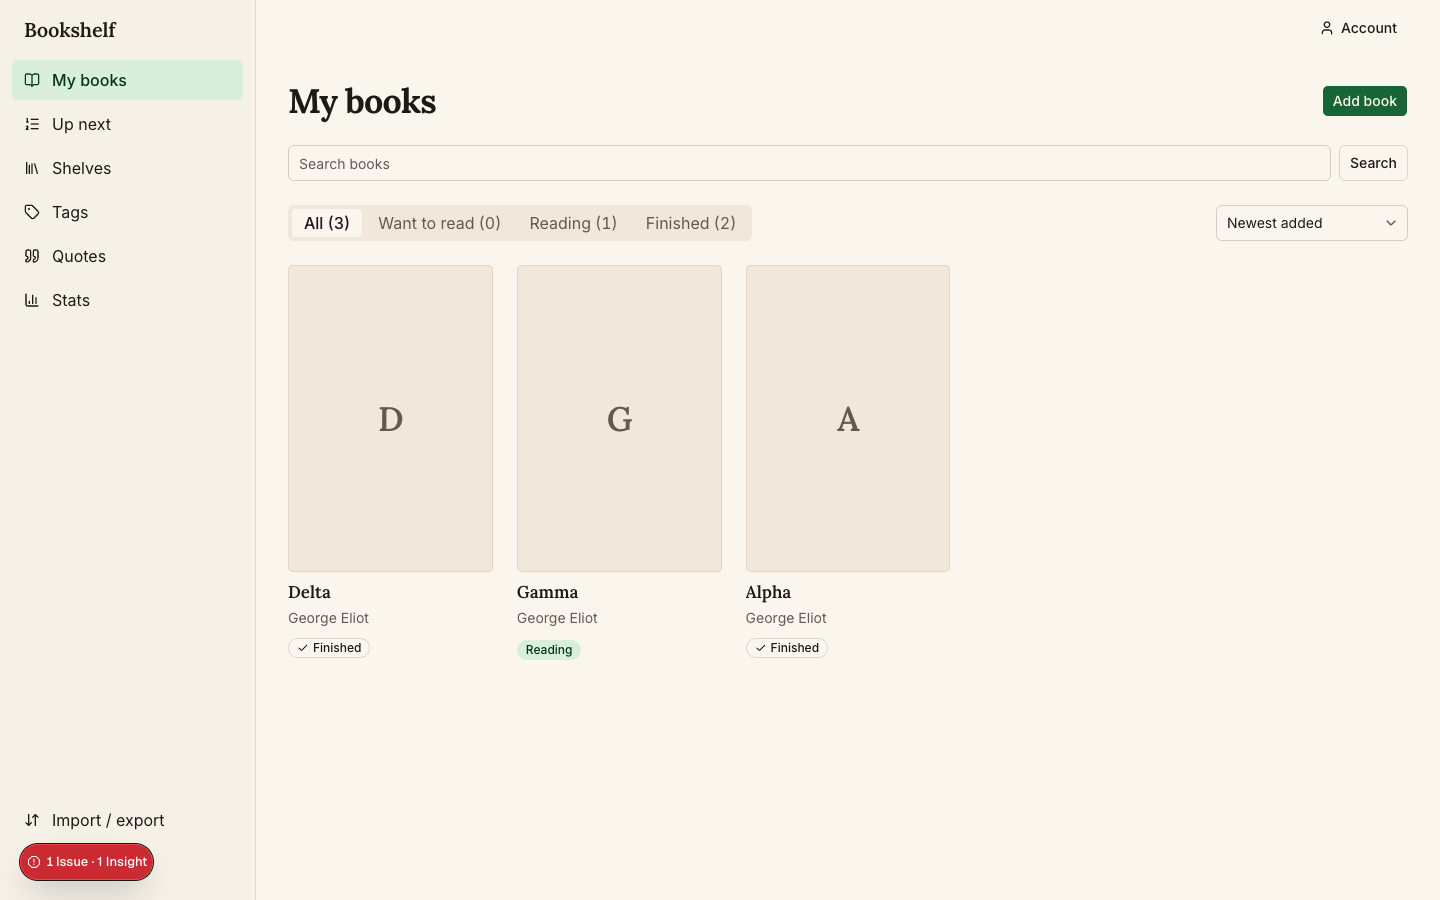 Bookshelf
My books
Up next
Shelves
Tags
Quotes
Stats
Import / export
1 Issue · 1 Insight
Account
My books
Add book
Search books
Search
All (3) Want to read (0) Reading (1) Finished (2)
Newest added
D
G
A
Delta
George Eliot
Finished
Gamma
George Eliot
Reading
Alpha
George Eliot
Finished